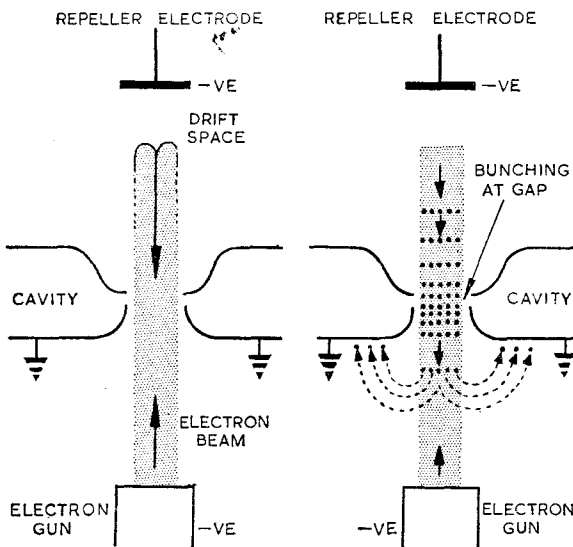 REPELLER ELECTRODE
-VE
DRIFT
SPACE
CAVITY
ELECTRON
BEAM
ELECTRON
GUN
-VE
REPELLER ELECTRODE
-VE
BUNCHING
AT GAP
CAVITY
-VE
ELECTRON
GUN